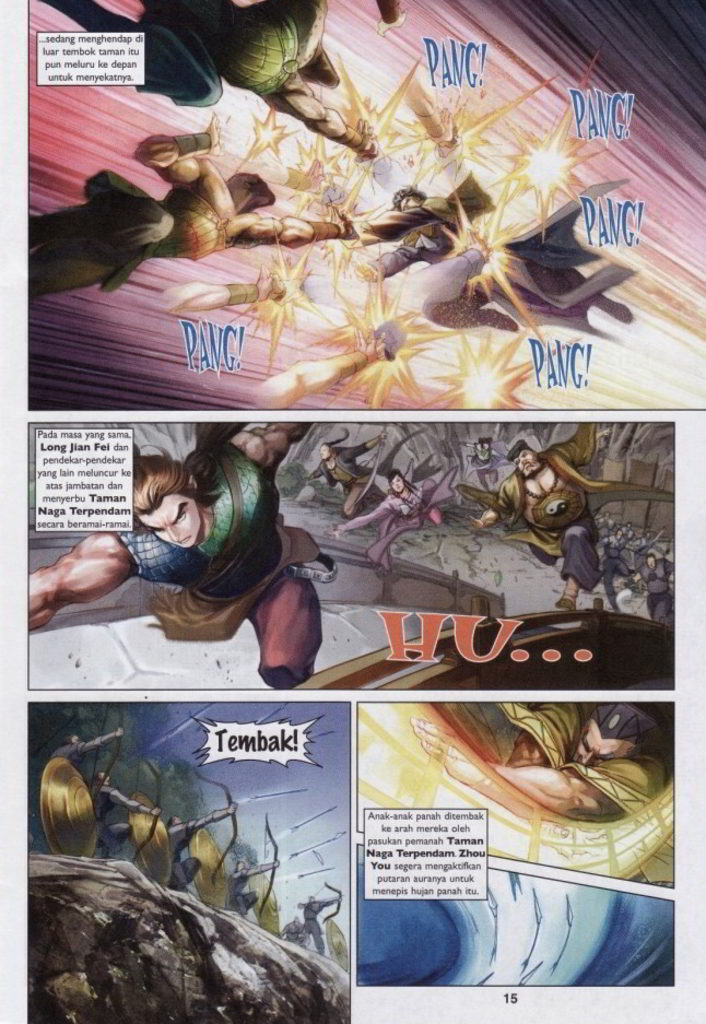 ...sedang menghendap di
luar tembok taman itu
pun meluru ke depan
untuk menyekatnya.
PANG!
PANG!
PANG!
PANG!
PANG!
Pada masa yang sama,
Long Jian Fei dan
pendekar-pendekar
yang lain meluncur ke
atas jambatan dan
menyerbu Taman
Naga Terpendam
secara beramai-ramai.
HU...
Tembak!
Anak-anak panah ditembak
ke arah mereka oleh
pasukan pemanah Taman
Naga Terpendam. Zhou
You segera mengaktifkan
putaran auranya untuk
menepis hujan panah itu.
15